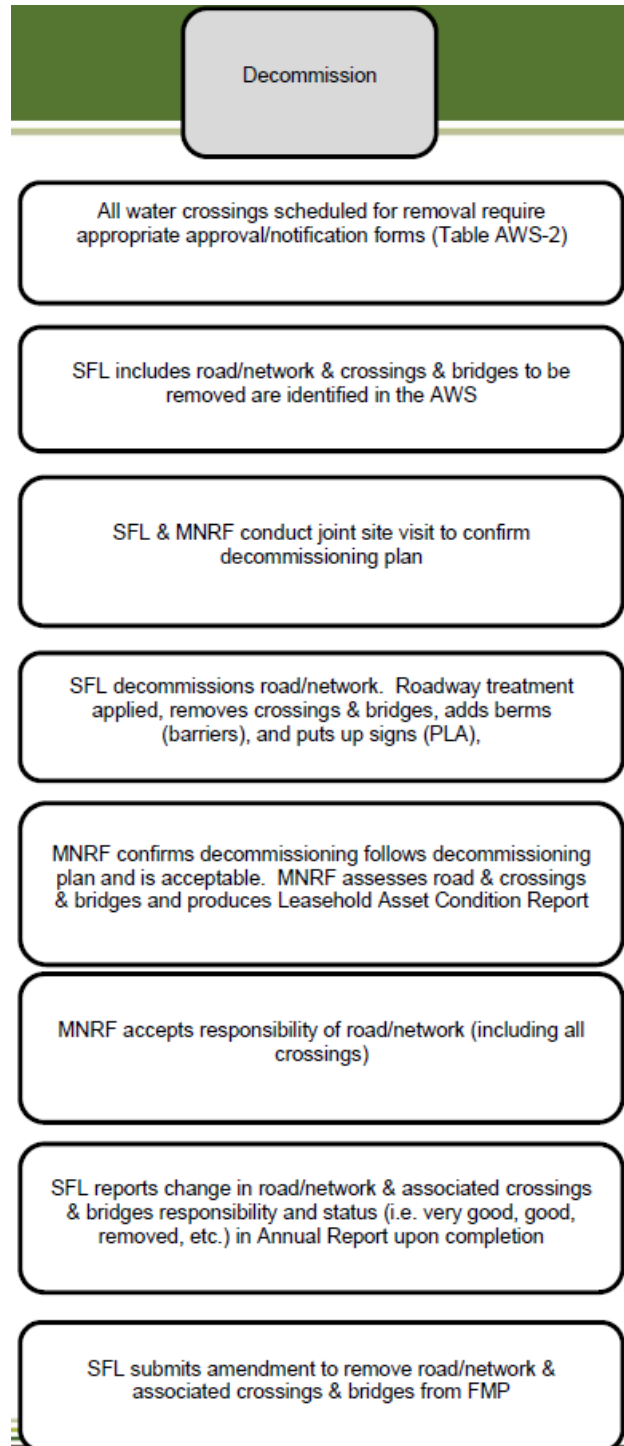 Decommission
All water crossings scheduled for removal require
appropriate approval/notification forms (Table AWS-2)
SFL includes road/network & crossings & bridges to be
removed are identified in the AWS
SFL & MNRF conduct joint site visit to confirm
decommissioning plan
SFL decommissions road/network.  Roadway treatment
applied, removes crossings & bridges, adds berms
(barriers), and puts up signs (PLA),
MNRF confirms decommissioning follows decommissioning
plan and is acceptable.  MNRF assesses road & crossings
& bridges and produces Leasehold Asset Condition Report
MNRF accepts responsibility of road/network (including all
crossings)
SFL reports change in road/network & associated crossings
& bridges responsibility and status (i.e. very good, good,
removed, etc.) in Annual Report upon completion
SFL submits amendment to remove road/network &
associated crossings & bridges from FMP